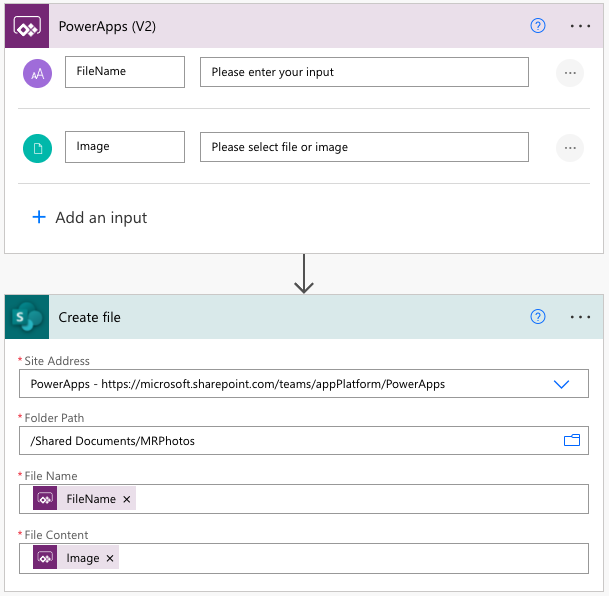 PowerApps (V2)
FileName Please enter your input
Image Please select file or image
+ Add an input
Create file
* Site Address
PowerApps - https://microsoft.sharepoint.com/teams/appPlatform/PowerApps
* Folder Path
/Shared Documents/MRPhotos
* File Name
FileName ×
* File Content
Image ×